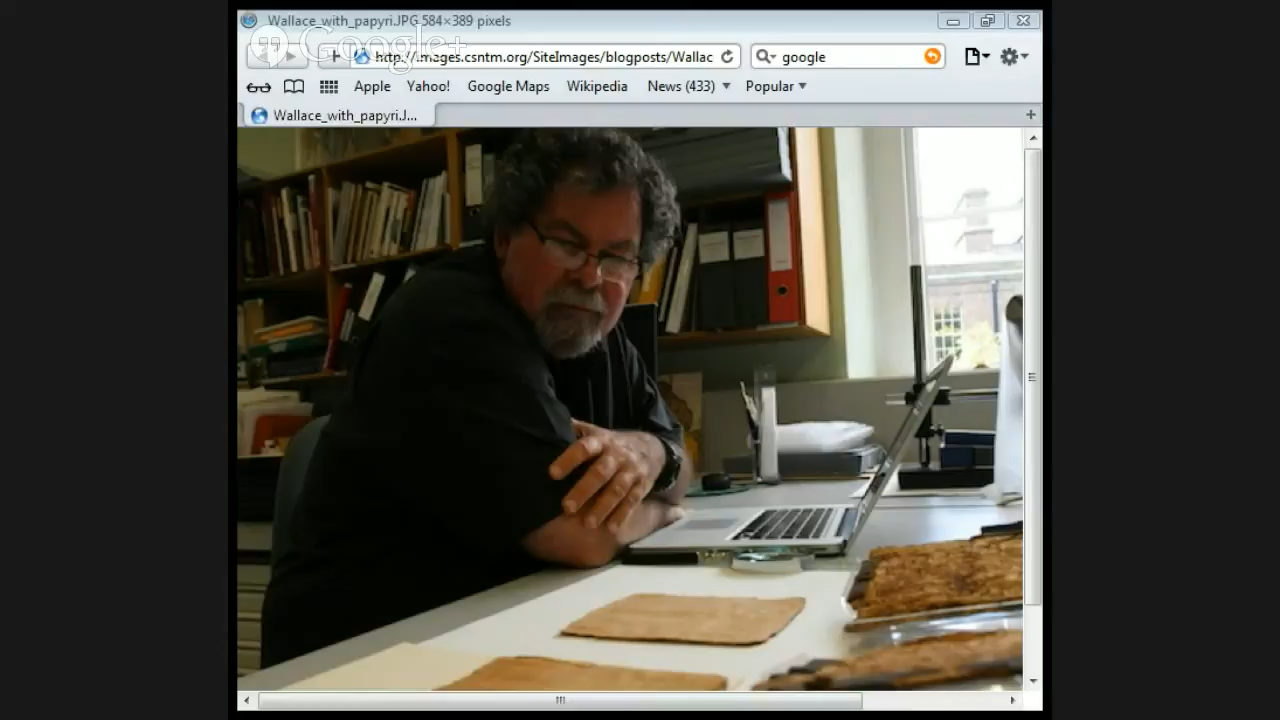 Wallace_with_papyri.JPG 584×389 pixels
Google+
http://images.csntm.org/SiteImages/blogposts/Wallac
google
Apple Yahoo! Google Maps Wikipedia News (433) Popular
Wallace_with_papyri.J...